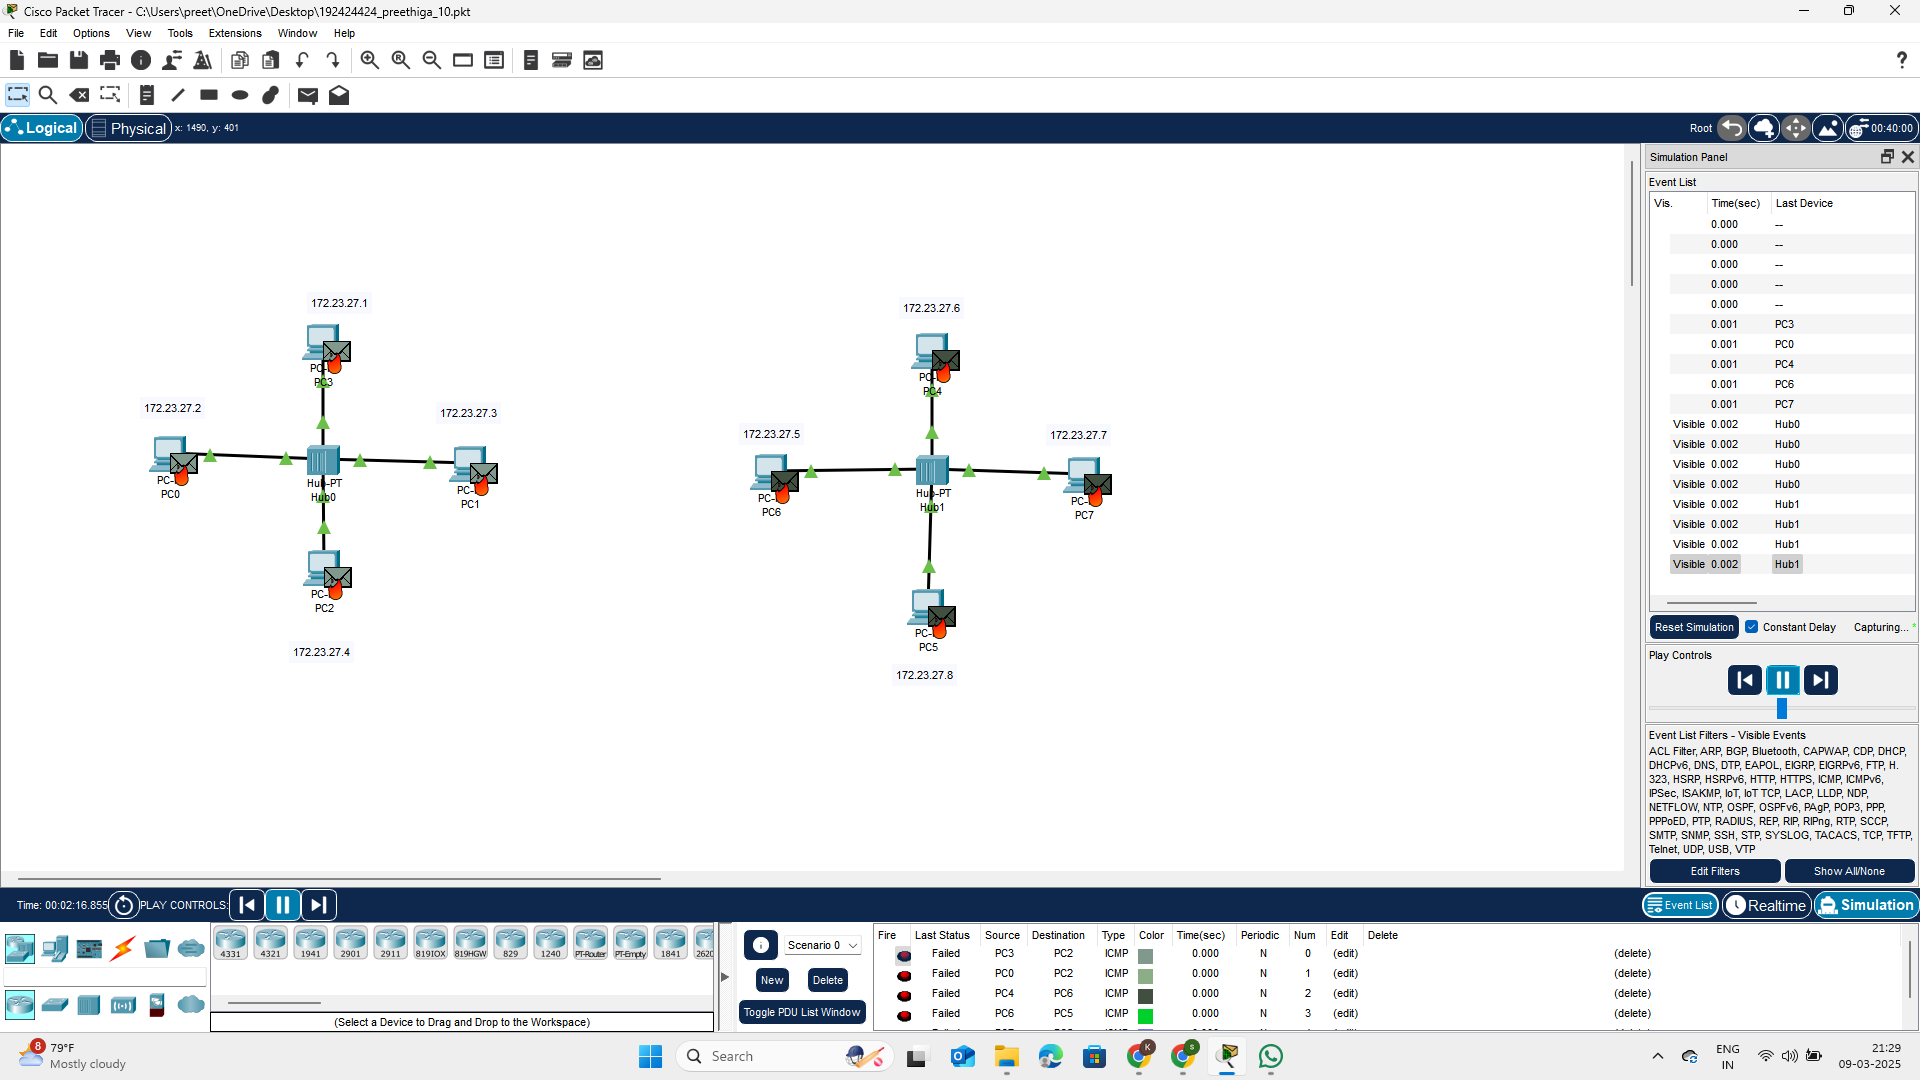 Cisco Packet Tracer - C:\Users\preet\OneDrive\Desktop\192424424_preethiga_10.pkt
File Edit Options View Tools Extensions Window Help
Logical Physical x: 1490, y: 401
Root 00:40:00
Simulation Panel
Event List
Vis. Time(sec) Last Device
0.000 --
0.000 --
0.000 --
0.000 --
0.000 --
0.001 PC3
0.001 PC0
0.001 PC4
0.001 PC6
0.001 PC7
Visible 0.002 Hub0
Visible 0.002 Hub0
Visible 0.002 Hub0
Visible 0.002 Hub0
Visible 0.002 Hub1
Visible 0.002 Hub1
Visible 0.002 Hub1
Visible 0.002 Hub1
Reset Simulation Constant Delay Capturing... *
Play Controls
Event List Filters - Visible Events
ACL Filter, ARP, BGP, Bluetooth, CAPWAP, CDP, DHCP,
DHCPv6, DNS, DTP, EAPOL, EIGRP, EIGRPv6, FTP, H.
323, HSRP, HSRPv6, HTTP, HTTPS, ICMP, ICMPv6,
IPSec, ISAKMP, IoT, IoT TCP, LACP, LLDP, NDP,
NETFLOW, NTP, OSPF, OSPFv6, PAgP, POP3, PPP,
PPPoED, PTP, RADIUS, REP, RIP, RIPng, RTP, SCCP,
SMTP, SNMP, SSH, STP, SYSLOG, TACACS, TCP, TFTP,
Telnet, UDP, USB, VTP
Edit Filters Show All/None
172.23.27.1
PC-
PC3
172.23.27.2
PC-
PC0
172.23.27.3
PC-
PC1
Hub-PT
Hub0
PC-
PC2
172.23.27.4
172.23.27.6
PC-
PC4
172.23.27.5
PC-
PC6
172.23.27.7
PC-
PC7
Hub-PT
Hub1
PC-
PC5
172.23.27.8
Time: 00:02:16.855 PLAY CONTROLS:
Event List Realtime Simulation
4331 4321 1941 2901 2911 819IOX 819HGW 829 1240 PT-Router PT-Empty 1841 2620
(Select a Device to Drag and Drop to the Workspace)
Scenario 0
New Delete
Toggle PDU List Window
Fire Last Status Source Destination Type Color Time(sec) Periodic Num Edit Delete
Failed PC3 PC2 ICMP 0.000 N 0 (edit) (delete)
Failed PC0 PC2 ICMP 0.000 N 1 (edit) (delete)
Failed PC4 PC6 ICMP 0.000 N 2 (edit) (delete)
Failed PC6 PC5 ICMP 0.000 N 3 (edit) (delete)
8
79°F
Mostly cloudy
Search
K
S
ENG
IN
21:29
09-03-2025